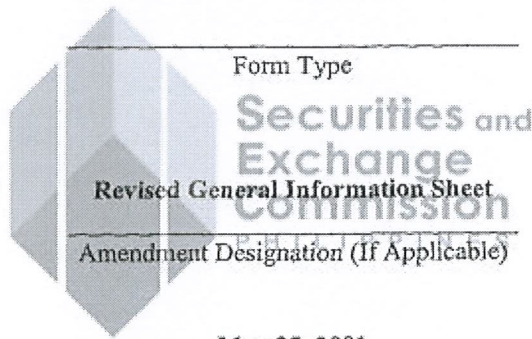 Form Type
Securities and
Exchange
Revised General Information Sheet
Commission
PHILIPPINES
Amendment Designation (If Applicable)